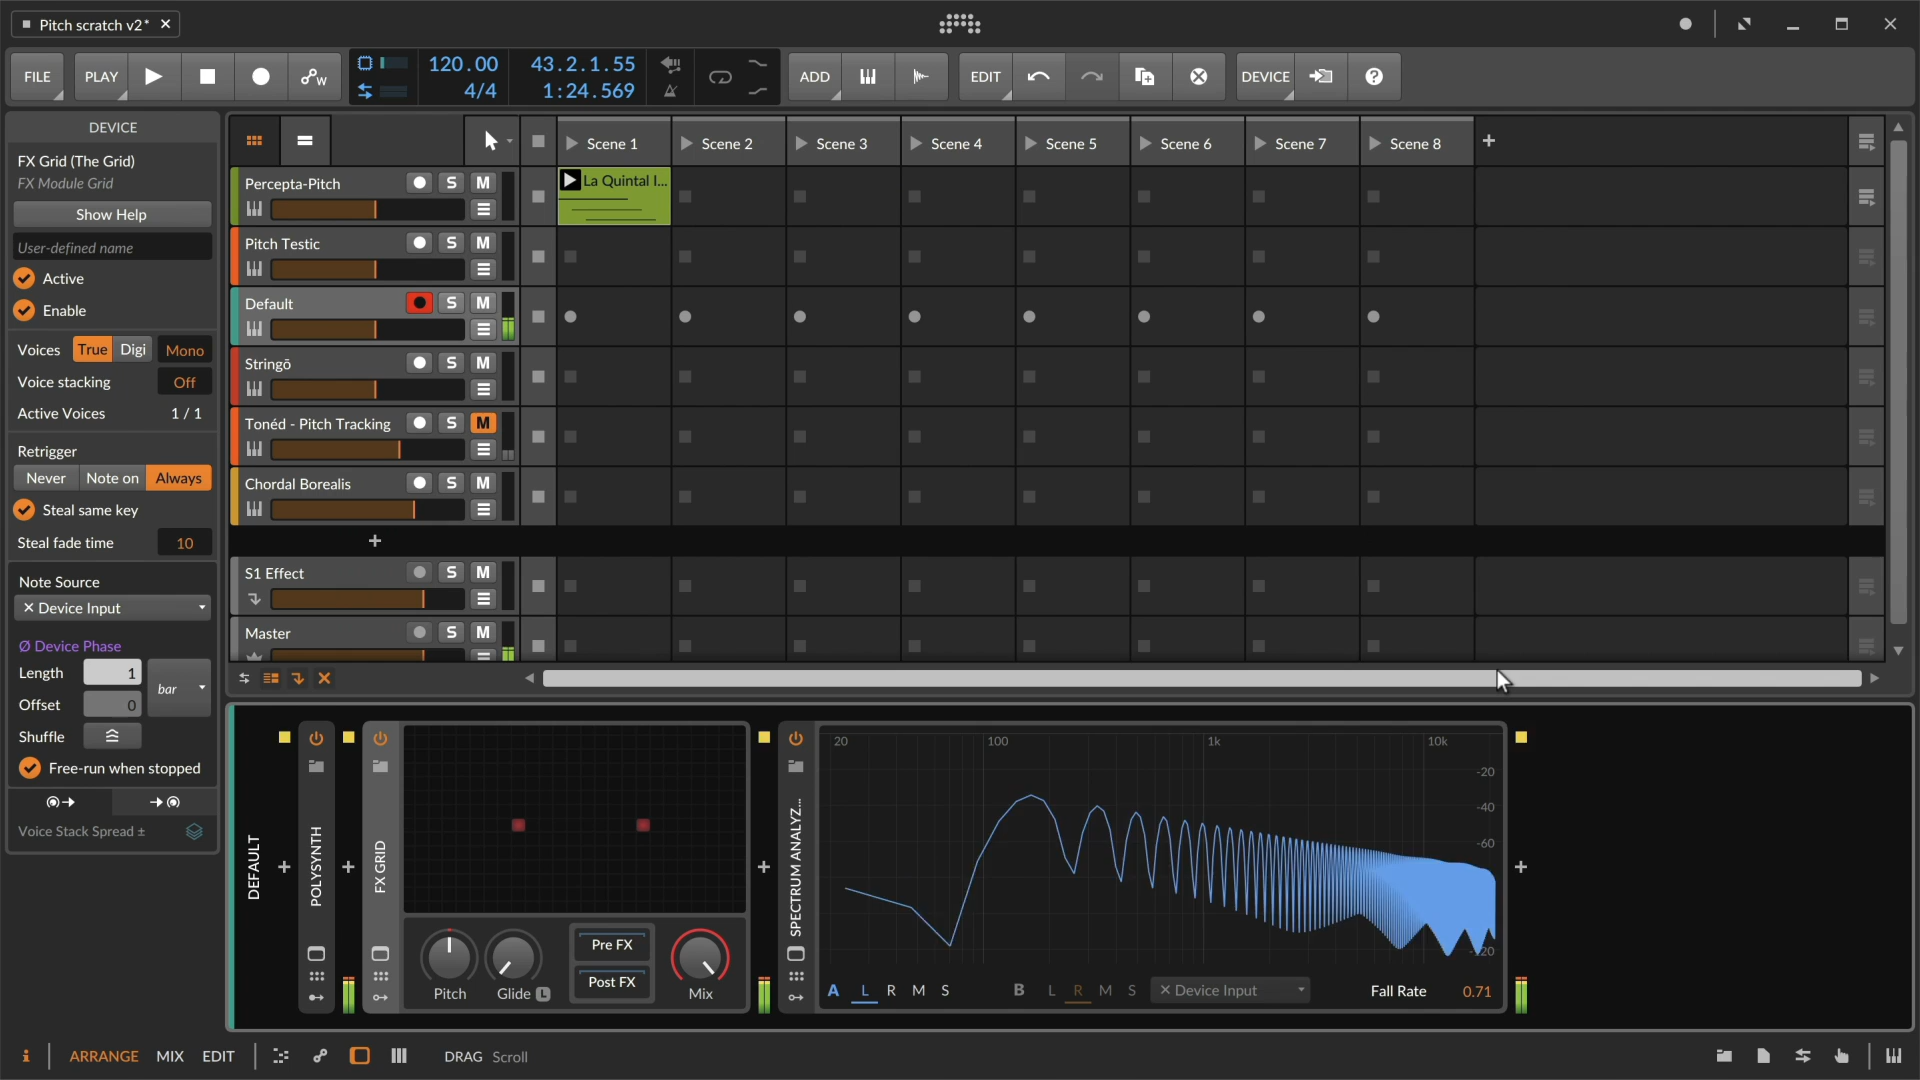 Pitch scratch v2*
FILE
PLAY
120.00
4/4
43.2.1.55
1:24.569
ADD
EDIT
DEVICE
DEVICE
FX Grid (The Grid)
FX Module Grid
Show Help
User-defined name
Active
Enable
Voices True Digi Mono
Voice stacking Off
Active Voices 1 / 1
Retrigger
Never Note on Always
Steal same key
Steal fade time 10
Note Source
× Device Input
Ø Device Phase
Length 1 bar
Offset 0
Shuffle
Free-run when stopped
Voice Stack Spread ±
Scene 1 Scene 2 Scene 3 Scene 4 Scene 5 Scene 6 Scene 7 Scene 8
Percepta-Pitch S M
La Quintal I...
Pitch Testic S M
Default S M
Stringō S M
Tonéd - Pitch Tracking S M
Chordal Borealis S M
S1 Effect S M
Master S M
DEFAULT
POLYSYNTH
FX GRID
Pitch
Glide L
Pre FX
Post FX
Mix
SPECTRUM ANALYZ...
20 100 1k 10k
-20
-40
-60
A L R M S B L R M S × Device Input Fall Rate 0.71
i ARRANGE MIX EDIT DRAG Scroll